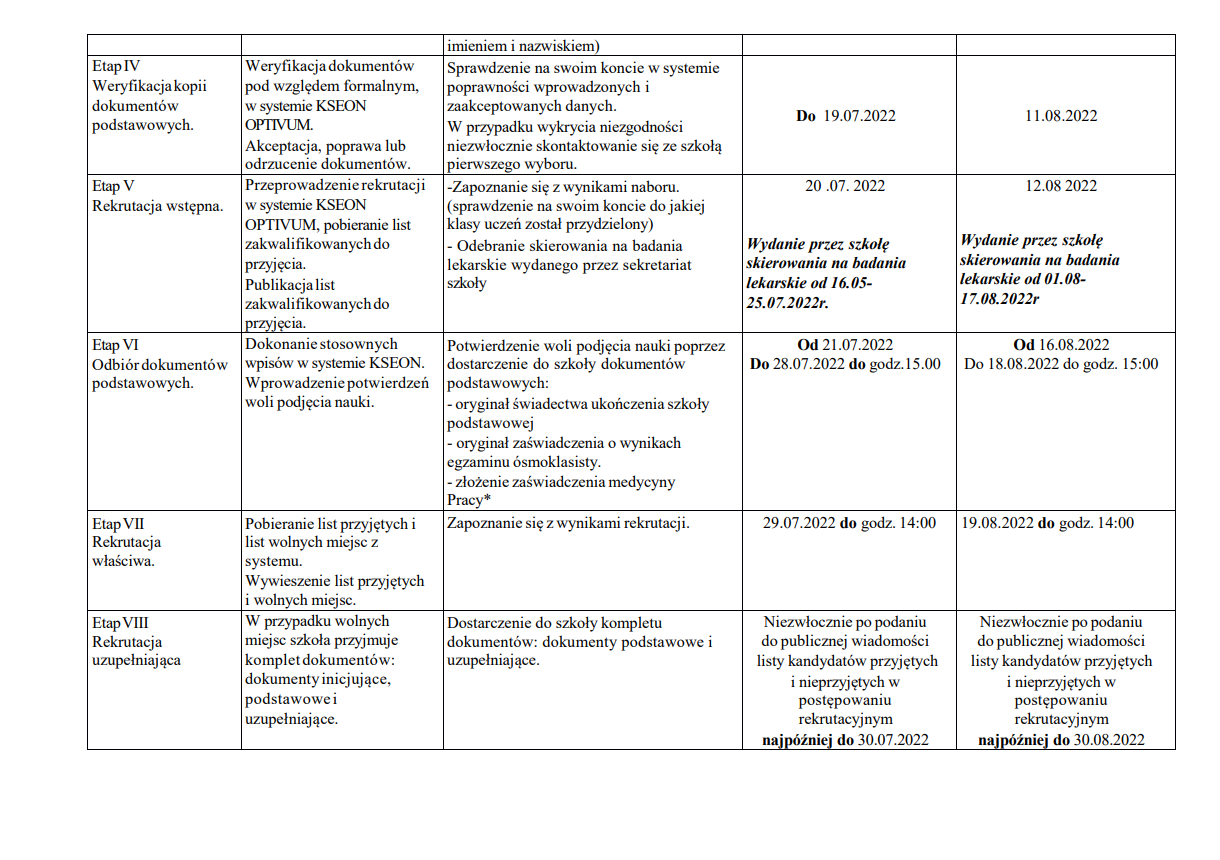 imieniem i nazwiskiem)
Etap IV
Weryfikacja kopii
dokumentów
podstawowych.
Weryfikacja dokumentów
pod względem formalnym,
w systemie KSEON
OPTIVUM.
Akceptacja, poprawa lub
odrzucenie dokumentów.
Sprawdzenie na swoim koncie w systemie
poprawności wprowadzonych i
zaakceptowanych danych.
W przypadku wykrycia niezgodności
niezwłocznie skontaktowanie się ze szkołą
pierwszego wyboru.
Do 19.07.2022
11.08.2022
Etap V
Rekrutacja wstępna.
Przeprowadzenie rekrutacji
w systemie KSEON
OPTIVUM, pobieranie list
zakwalifikowanych do
przyjęcia.
Publikacja list
zakwalifikowanych do
przyjęcia.
-Zapoznanie się z wynikami naboru.
(sprawdzenie na swoim koncie do jakiej
klasy uczeń został przydzielony)
- Odebranie skierowania na badania
lekarskie wydanego przez sekretariat
szkoły
20 .07. 2022
Wydanie przez szkołę
skierowania na badania
lekarskie od 16.05-
25.07.2022r.
12.08 2022
Wydanie przez szkołę
skierowania na badania
lekarskie od 01.08-
17.08.2022r
Etap VI
Odbiór dokumentów
podstawowych.
Dokonanie stosownych
wpisów w systemie KSEON.
Wprowadzenie potwierdzeń
woli podjęcia nauki.
Potwierdzenie woli podjęcia nauki poprzez
dostarczenie do szkoły dokumentów
podstawowych:
- oryginał świadectwa ukończenia szkoły
podstawowej
- oryginał zaświadczenia o wynikach
egzaminu ósmoklasisty.
- złożenie zaświadczenia medycyny
Pracy*
Od 21.07.2022
Do 28.07.2022 do godz.15.00
Od 16.08.2022
Do 18.08.2022 do godz. 15:00
Etap VII
Rekrutacja
właściwa.
Pobieranie list przyjętych i
list wolnych miejsc z
systemu.
Wywieszenie list przyjętych
i wolnych miejsc.
Zapoznanie się z wynikami rekrutacji.
29.07.2022 do godz. 14:00
19.08.2022 do godz. 14:00
Etap VIII
Rekrutacja
uzupełniająca
W przypadku wolnych
miejsc szkoła przyjmuje
komplet dokumentów:
dokumenty inicjujące,
podstawowe i
uzupełniające.
Dostarczenie do szkoły kompletu
dokumentów: dokumenty podstawowe i
uzupełniające.
Niezwłocznie po podaniu
do publicznej wiadomości
listy kandydatów przyjętych
i nieprzyjętych w
postępowaniu
rekrutacyjnym
najpóźniej do 30.07.2022
Niezwłocznie po podaniu
do publicznej wiadomości
listy kandydatów przyjętych
i nieprzyjętych w
postępowaniu
rekrutacyjnym
najpóźniej do 30.08.2022